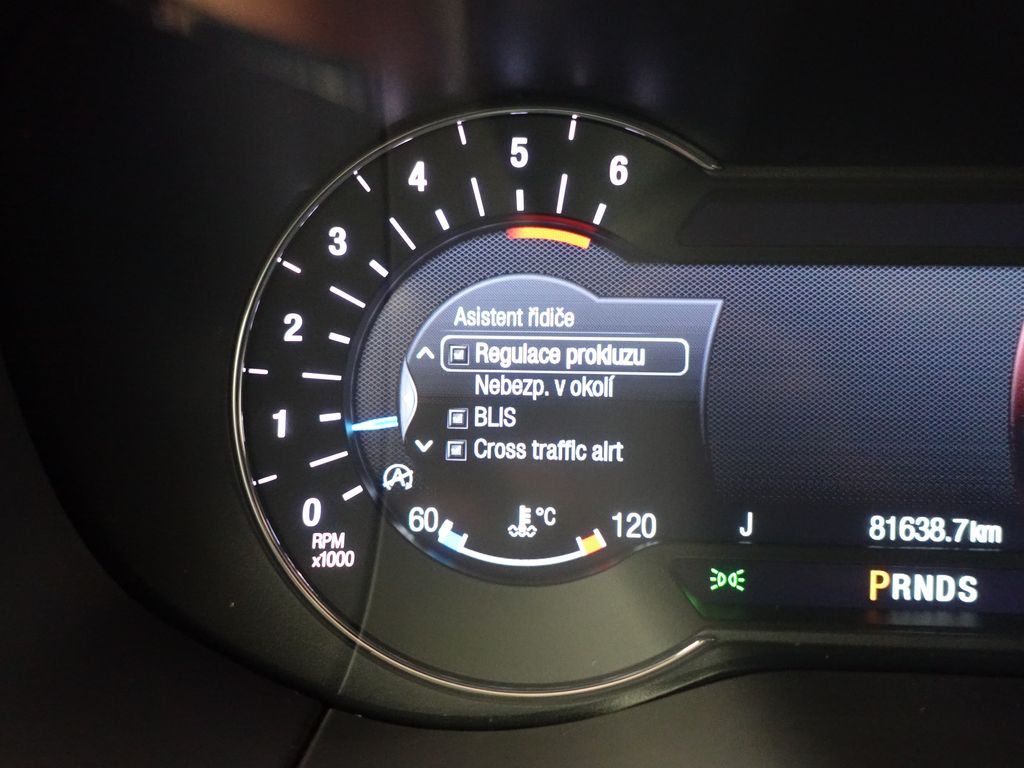 6
5
4
3
2
1
0
RPM
x1000
Asistent řidiče
Regulace prokluzu
Nebezp. v okolí
BLIS
Cross traffic alrt
60
°C
120
J
81638.7km
PRNDS